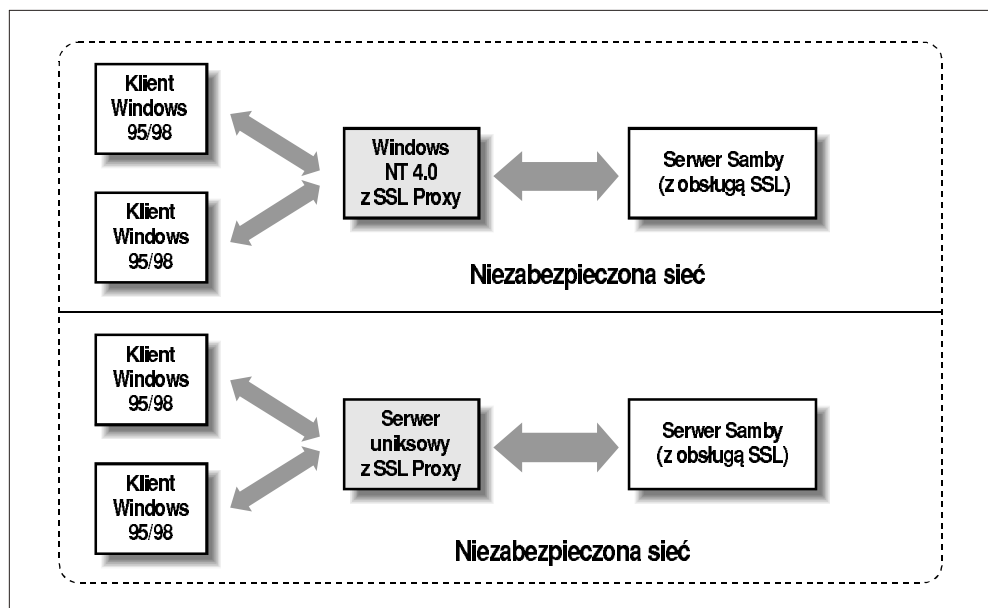 Klient
Windows
95/98
Klient
Windows
95/98
Windows
NT 4.0
z SSL Proxy
Serwer Samby
(z obsługą SSL)
Niezabezpieczona sieć
Klient
Windows
95/98
Klient
Windows
95/98
Serwer
uniksowy
z SSL Proxy
Serwer Samby
(z obsługą SSL)
Niezabezpieczona sieć